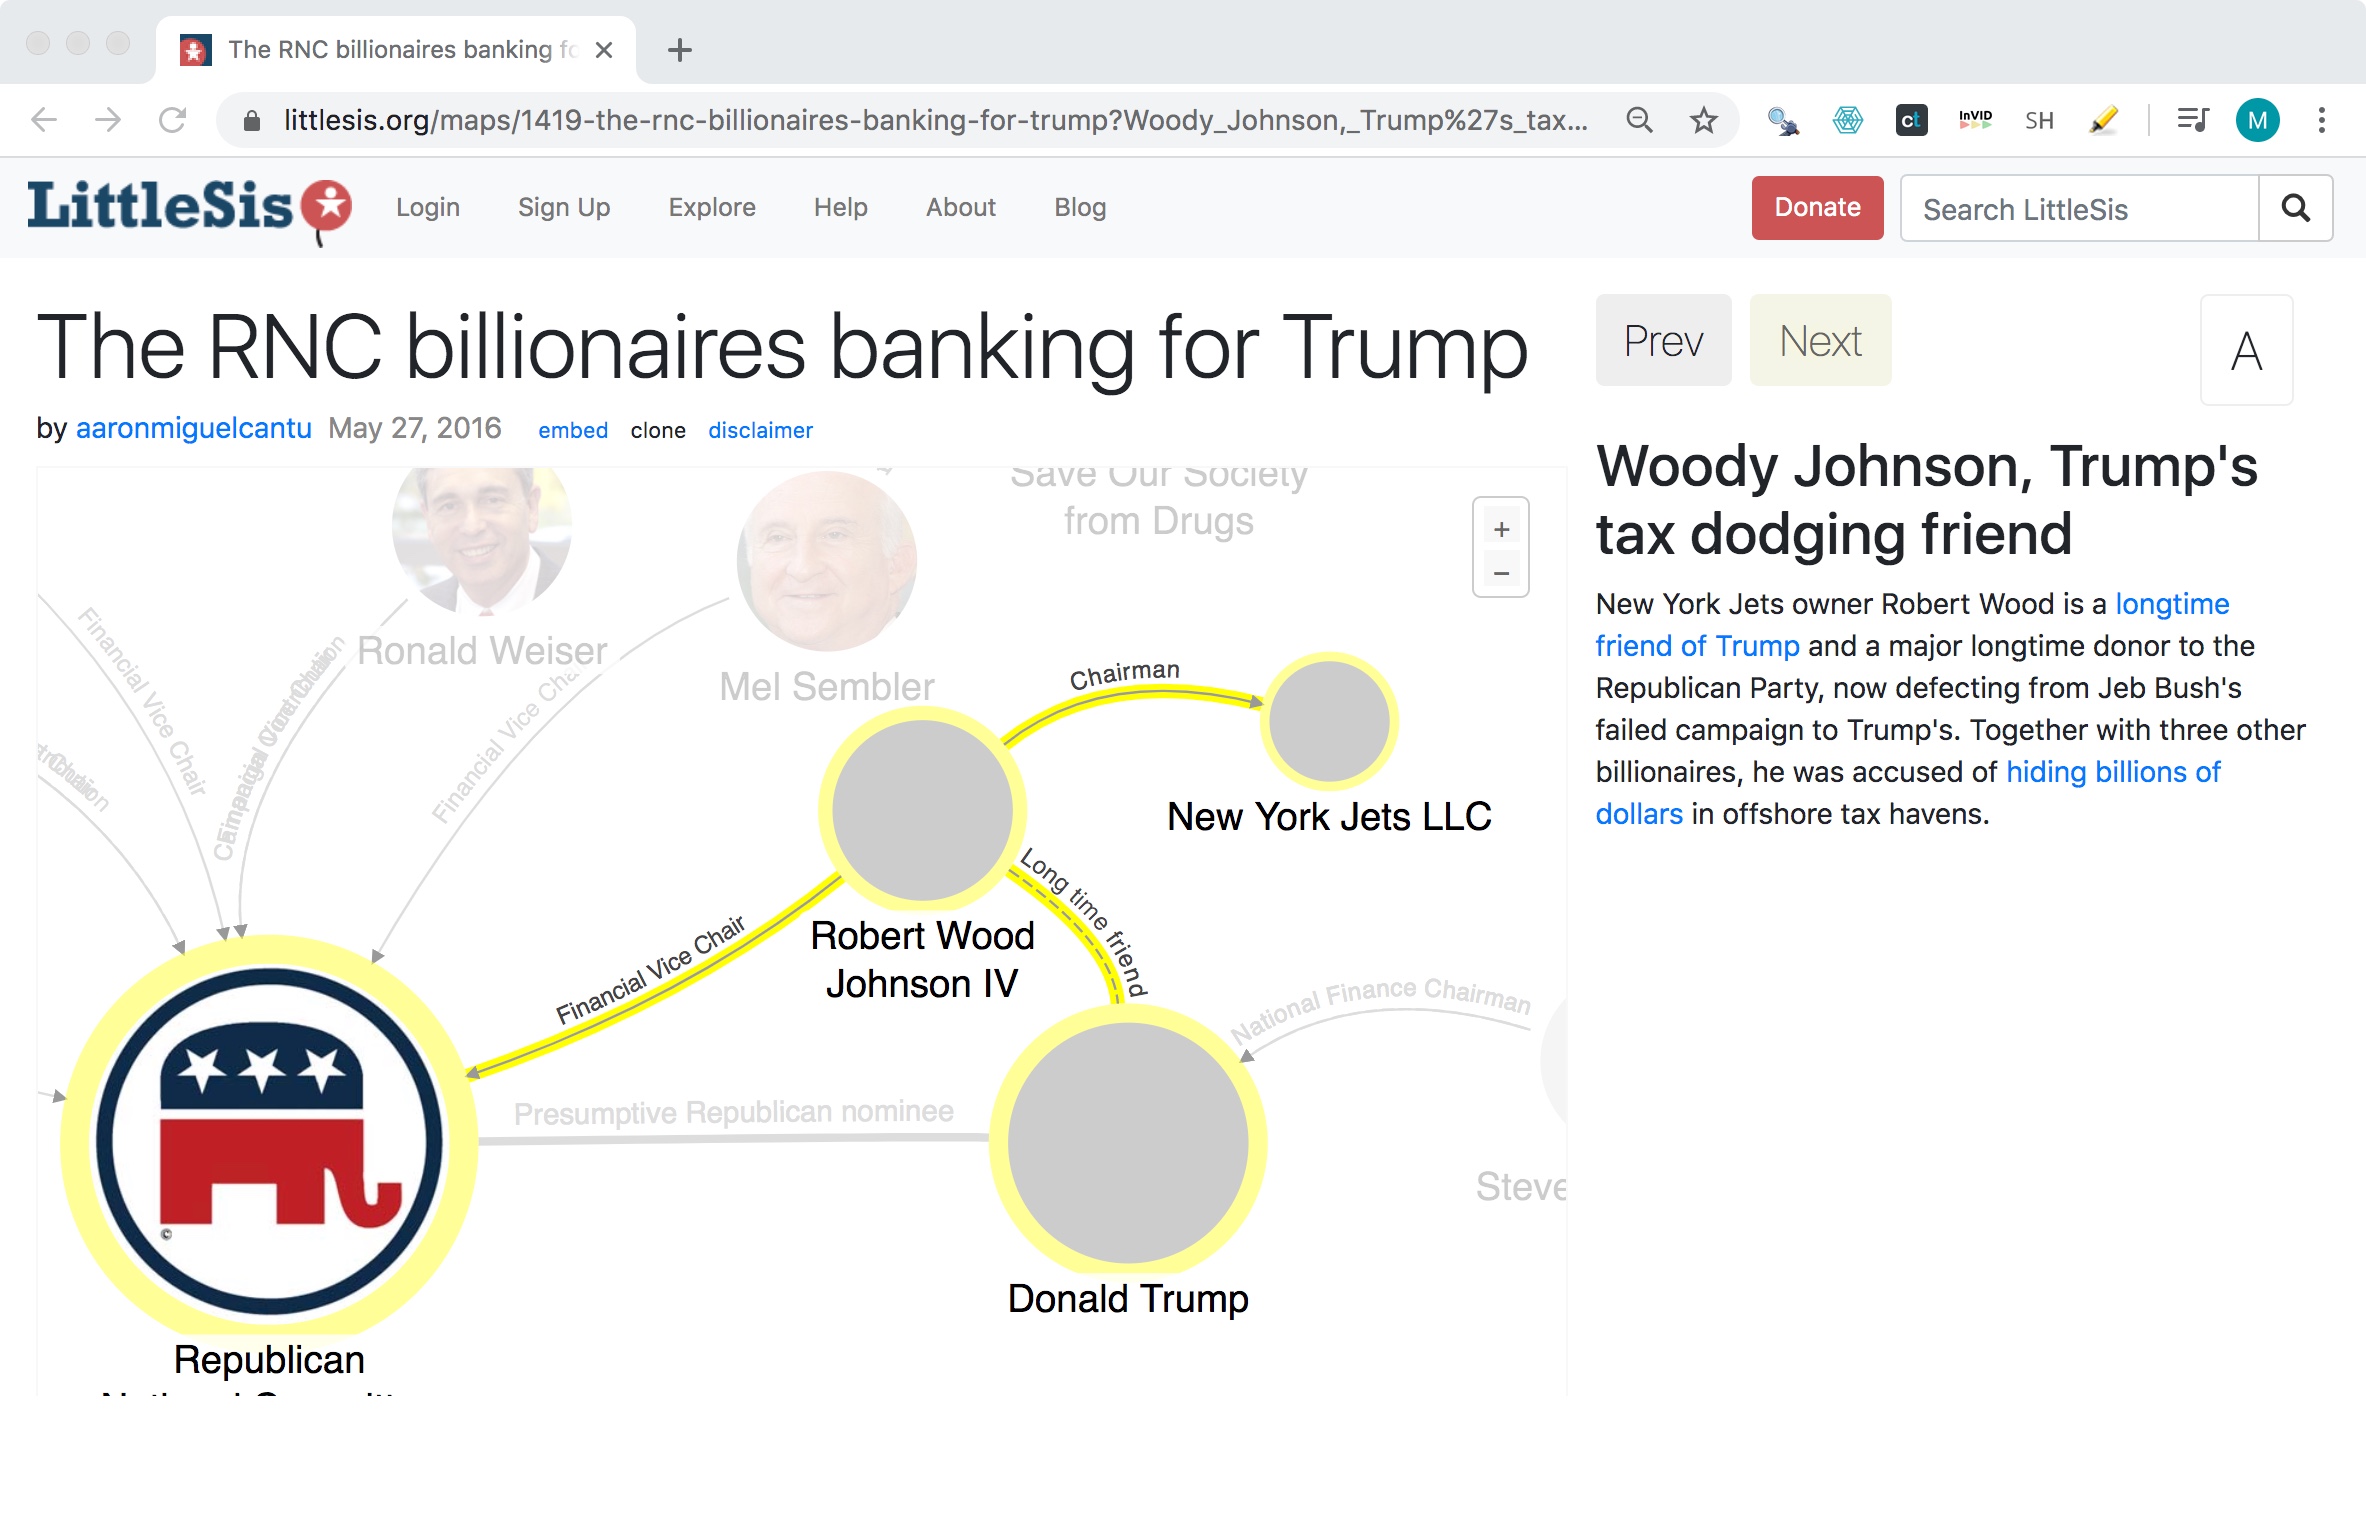 The RNC billionaires banking fo
littlesis.org/maps/1419-the-rnc-billionaires-banking-for-trump?Woody_Johnson,_Trump%27s_tax...
ct
InVID
SH
M
LittleSis
Login
Sign Up
Explore
Help
About
Blog
Donate
Search LittleSis
The RNC billionaires banking for Trump
by aaronmiguelcantu May 27, 2016 embed clone disclaimer
Prev
Next
A
Woody Johnson, Trump's
tax dodging friend
New York Jets owner Robert Wood is a longtime
friend of Trump and a major longtime donor to the
Republican Party, now defecting from Jeb Bush's
failed campaign to Trump's. Together with three other
billionaires, he was accused of hiding billions of
dollars in offshore tax havens.
Save Our Society
from Drugs
+
−
Financial Vice Chair
Ronald Weiser
Financial Vice Chair
Mel Sembler
Chairman
New York Jets LLC
Long time friend
Robert Wood
Johnson IV
Financial Vice Chair
National Finance Chairman
Presumptive Republican nominee
Steve
Donald Trump
©
Republican